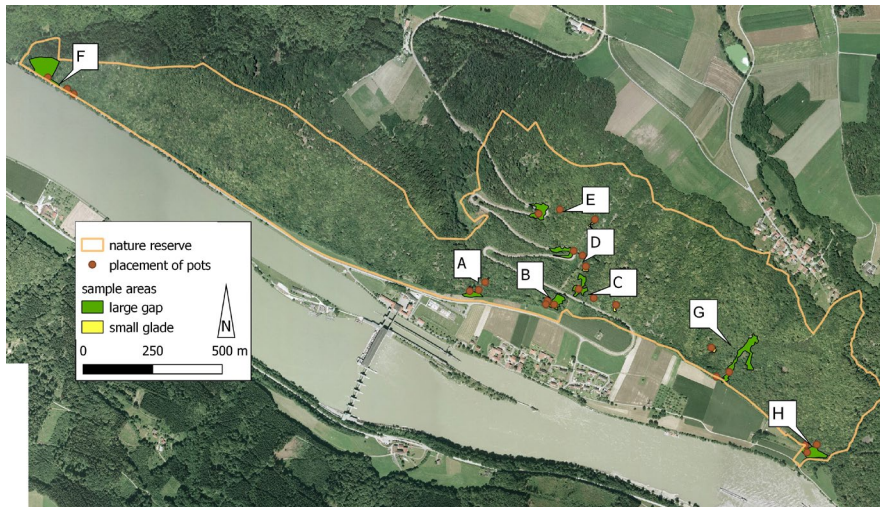 F
E
D
A
B
C
G
H
nature reserve
placement of pots
sample areas
large gap
small glade
N
0 250 500 m